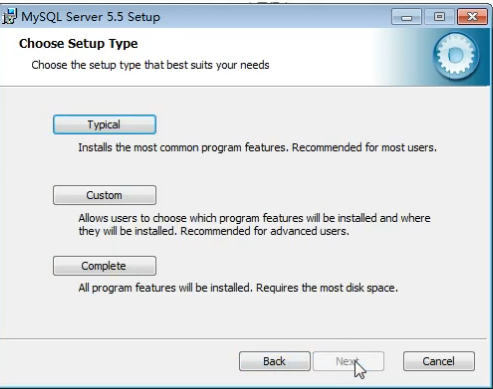 MySQL Server 5.5 Setup
Choose Setup Type
Choose the setup type that best suits your needs
Typical
Installs the most common program features. Recommended for most users.
Custom
Allows users to choose which program features will be installed and where
they will be installed. Recommended for advanced users.
Complete
All program features will be installed. Requires the most disk space.
Back Next Cancel